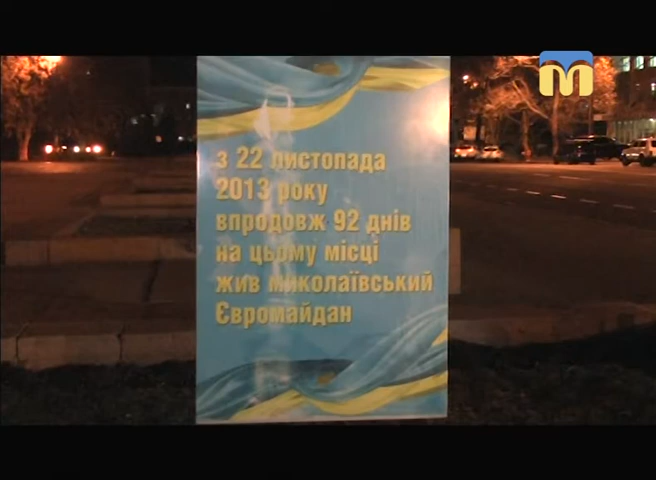 М
з 22 листопада
2013 року
впродовж 92 днів
на цьому місці
жив миколаївський
Євромайдан